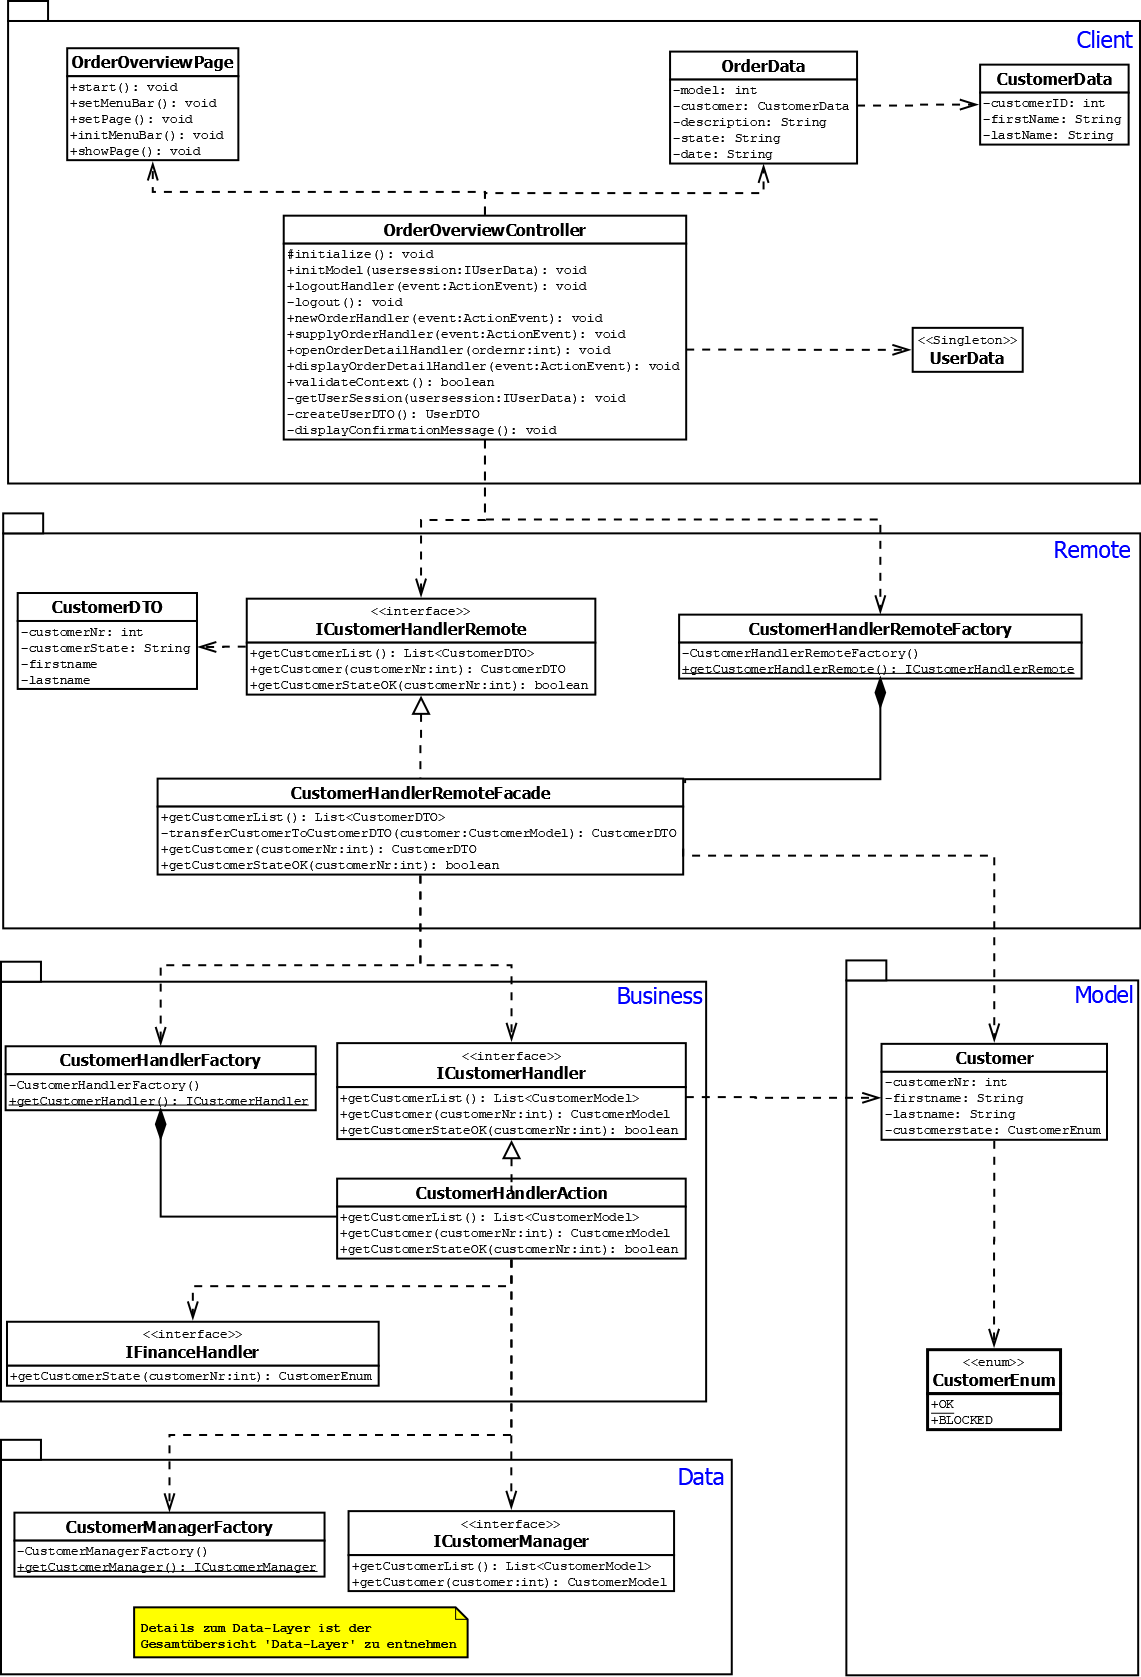 Client
OrderOverviewPage
+start(): void
+setMenuBar(): void
+setPage(): void
+initMenuBar(): void
+showPage(): void
OrderData
-model: int
-customer: CustomerData
-description: String
-state: String
-date: String
CustomerData
-customerID: int
-firstName: String
-lastName: String
OrderOverviewController
#initialize(): void
+initModel(usersession:IUserData): void
+logoutHandler(event:ActionEvent): void
-logout(): void
+newOrderHandler(event:ActionEvent): void
+supplyOrderHandler(event:ActionEvent): void
+openOrderDetailHandler(ordernr:int): void
+displayOrderDetailHandler(event:ActionEvent): void
+validateContext(): boolean
-getUserSession(usersession:IUserData): void
-createUserDTO(): UserDTO
-displayConfirmationMessage(): void
<<Singleton>>
UserData
Remote
CustomerDTO
-customerNr: int
-customerState: String
-firstname
-lastname
<<interface>>
ICustomerHandlerRemote
+getCustomerList(): List<CustomerDTO>
+getCustomer(customerNr:int): CustomerDTO
+getCustomerStateOK(customerNr:int): boolean
CustomerHandlerRemoteFactory
-CustomerHandlerRemoteFactory()
+getCustomerHandlerRemote(): ICustomerHandlerRemote
CustomerHandlerRemoteFacade
+getCustomerList(): List<CustomerDTO>
-transferCustomerToCustomerDTO(customer:CustomerModel): CustomerDTO
+getCustomer(customerNr:int): CustomerDTO
+getCustomerStateOK(customerNr:int): boolean
Business
CustomerHandlerFactory
-CustomerHandlerFactory()
+getCustomerHandler(): ICustomerHandler
<<interface>>
ICustomerHandler
+getCustomerList(): List<CustomerModel>
+getCustomer(customerNr:int): CustomerModel
+getCustomerStateOK(customerNr:int): boolean
CustomerHandlerAction
+getCustomerList(): List<CustomerModel>
+getCustomer(customerNr:int): CustomerModel
+getCustomerStateOK(customerNr:int): boolean
<<interface>>
IFinanceHandler
+getCustomerState(customerNr:int): CustomerEnum
Model
Customer
-customerNr: int
-firstname: String
-lastname: String
-customerstate: CustomerEnum
<<enum>>
CustomerEnum
+OK
+BLOCKED
Data
CustomerManagerFactory
-CustomerManagerFactory()
+getCustomerManager(): ICustomerManager
<<interface>>
ICustomerManager
+getCustomerList(): List<CustomerModel>
+getCustomer(customer:int): CustomerModel
Details zum Data-Layer ist der
Gesamtübersicht 'Data-Layer' zu entnehmen